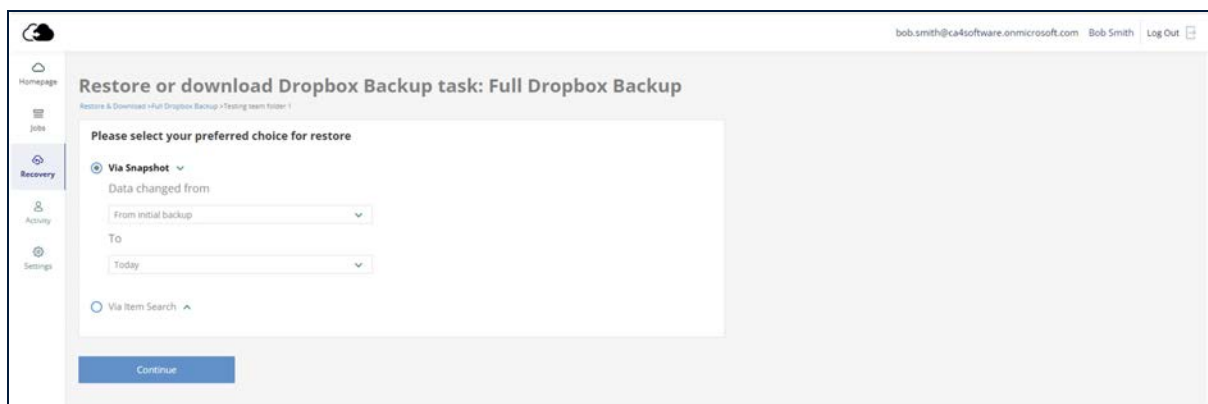 bob.smith@ca4software.onmicrosoft.com Bob Smith Log Out
Homepage
Jobs
Recovery
Activity
Settings
Restore or download Dropbox Backup task: Full Dropbox Backup
Restore & Download >Full Dropbox Backup >Testing team folder 1
Please select your preferred choice for restore
Via Snapshot
Data changed from
From initial backup
To
Today
Via Item Search
Continue